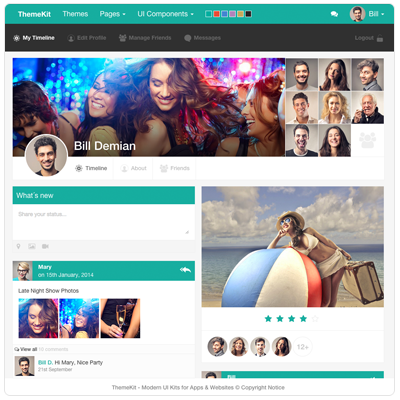 ThemeKit Themes Pages UI Components Bill
My Timeline Edit Profile Manage Friends Messages Logout
Bill Demian
Timeline About Friends
What's new
Share your status...
Mary
on 15th January, 2014
Late Night Show Photos
View all 10 comments
Bill D. Hi Mary, Nice Party
21st September
12+
Bill
ThemeKit - Modern UI Kits for Apps & Websites © Copyright Notice